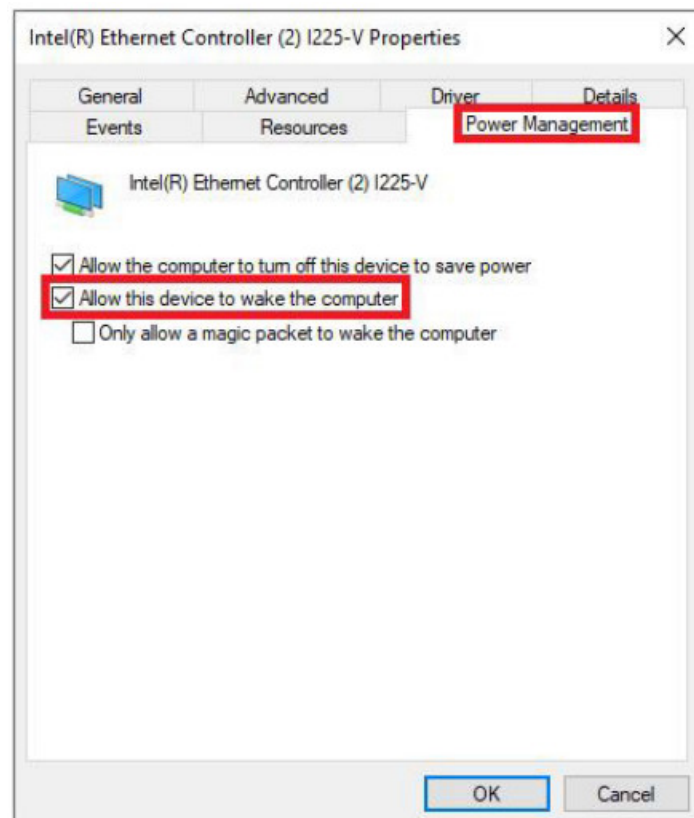 Intel(R) Ethernet Controller (2) I225-V Properties
General Advanced Driver Details
Events Resources Power Management
Intel(R) Ethernet Controller (2) I225-V
Allow the computer to turn off this device to save power
Allow this device to wake the computer
Only allow a magic packet to wake the computer
OK Cancel